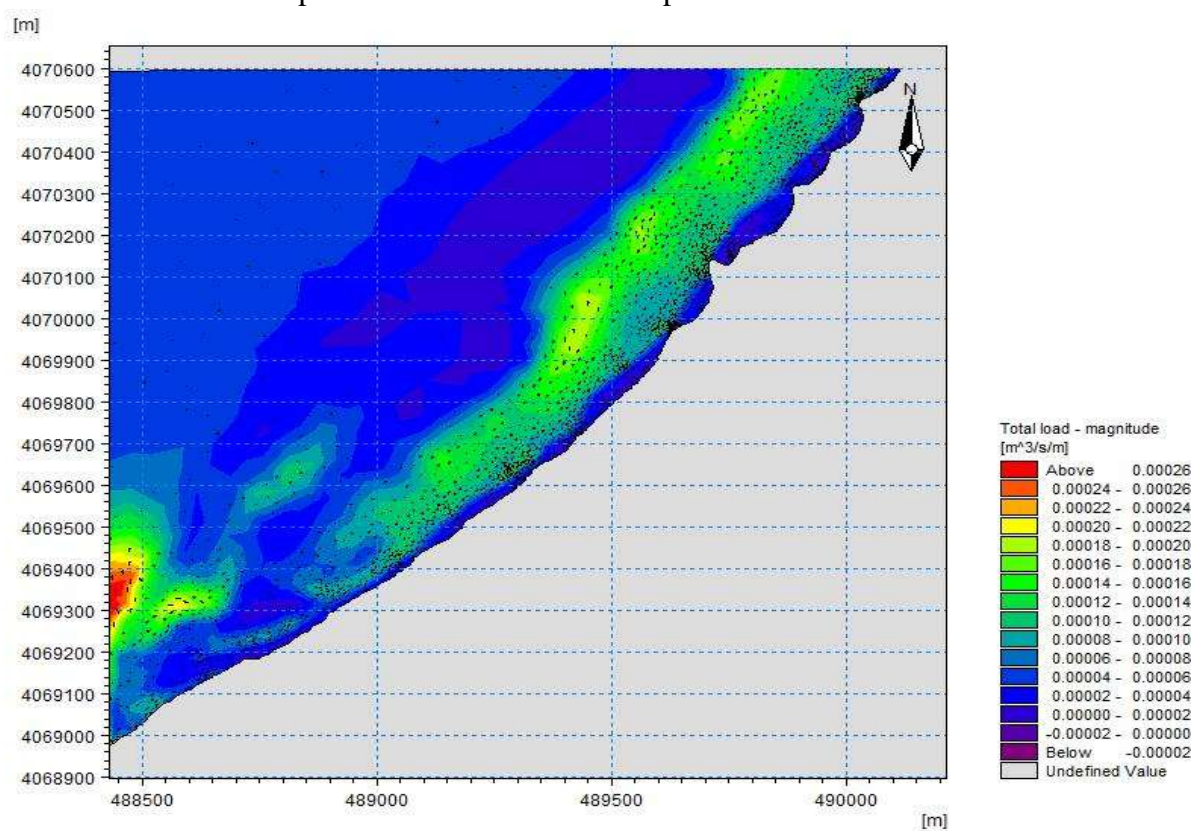 [m]
4070600
4070500
4070400
4070300
4070200
4070100
4070000
4069900
4069800
4069700
4069600
4069500
4069400
4069300
4069200
4069100
4069000
4068900
488500 489000 489500 490000
[m]
N
Total load - magnitude
[m^3/s/m]
Above 0.00026
0.00024 - 0.00026
0.00022 - 0.00024
0.00020 - 0.00022
0.00018 - 0.00020
0.00016 - 0.00018
0.00014 - 0.00016
0.00012 - 0.00014
0.00010 - 0.00012
0.00008 - 0.00010
0.00006 - 0.00008
0.00004 - 0.00006
0.00002 - 0.00004
0.00000 - 0.00002
-0.00002 - 0.00000
Below -0.00002
Undefined Value